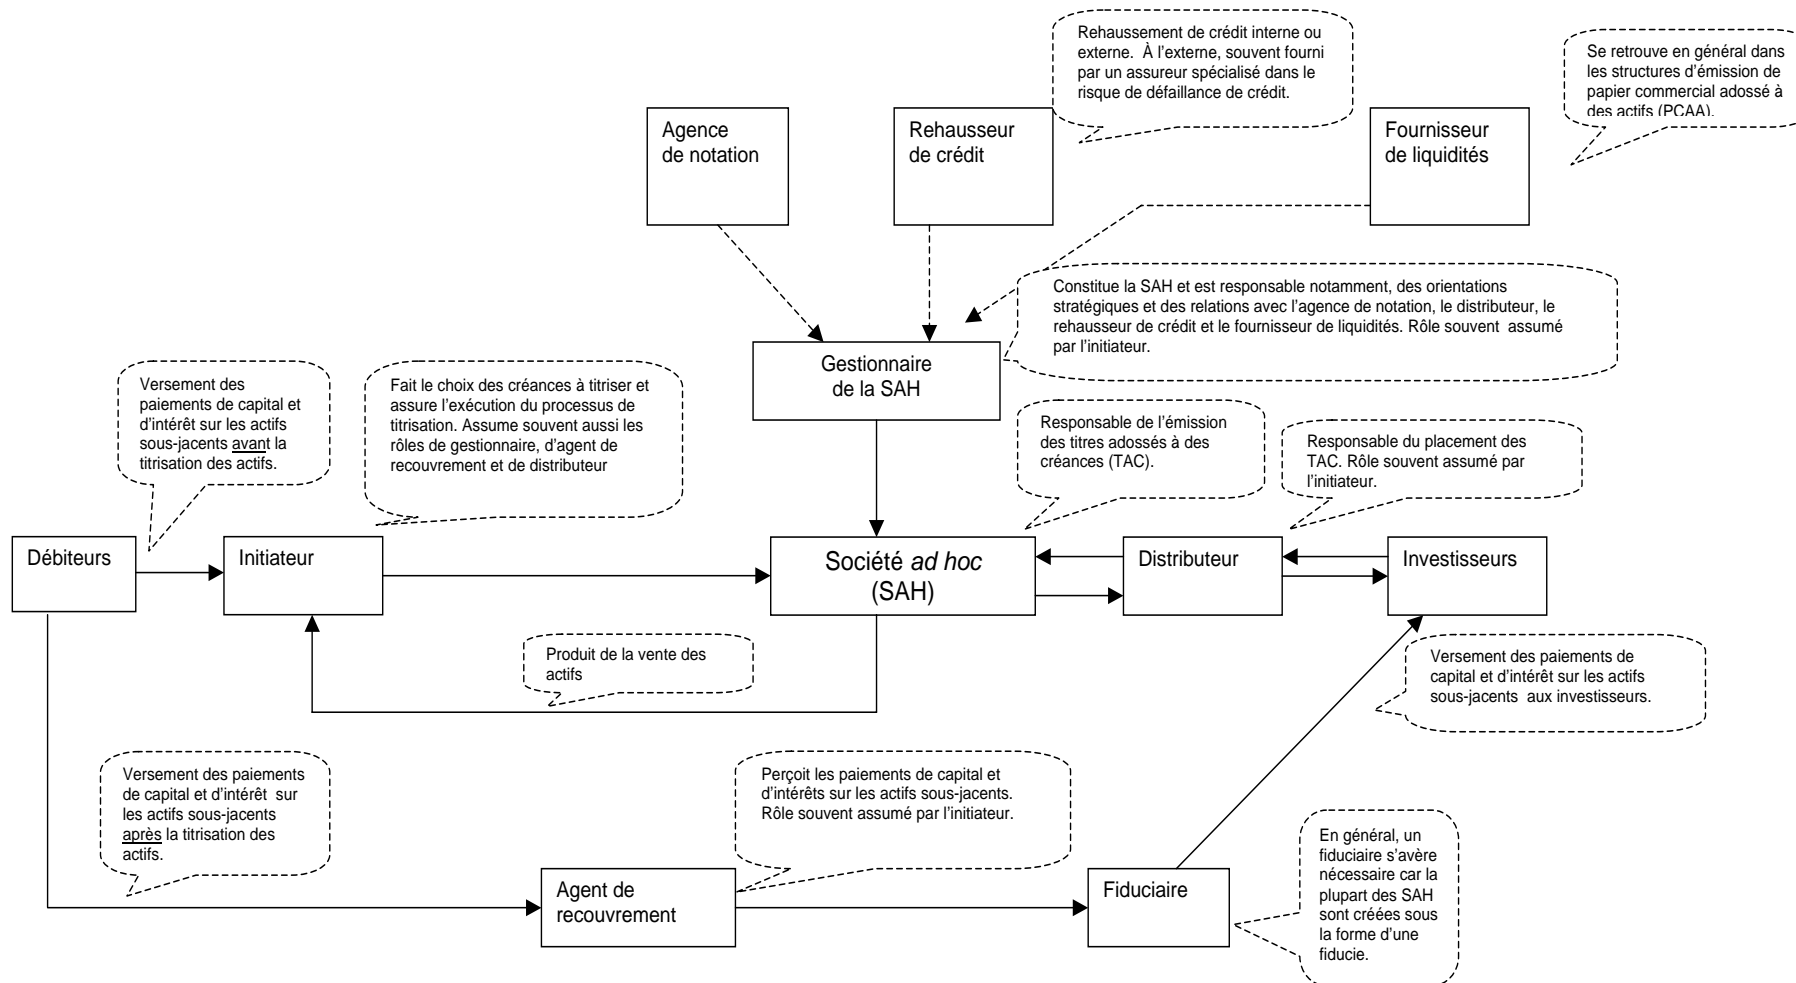 Rehaussement de crédit interne ou
externe.  À l’externe, souvent fourni
par un assureur spécialisé dans le
risque de défaillance de crédit.
Se retrouve en général dans
les structures d’émission de
papier commercial adossé à
des actifs (PCAA).
Agence
de notation
Rehausseur
de crédit
Fournisseur
de liquidités
Constitue la SAH et est responsable notamment, des orientations
stratégiques et des relations avec l’agence de notation, le distributeur, le
rehausseur de crédit et le fournisseur de liquidités. Rôle souvent  assumé
par l’initiateur.
Gestionnaire
de la SAH
Versement des
paiements de capital et
d’intérêt sur les actifs
sous-jacents avant la
titrisation des actifs.
Fait le choix des créances à titriser et
assure l’exécution du processus de
titrisation. Assume souvent aussi les
rôles de gestionnaire, d’agent de
recouvrement et de distributeur
Responsable de l’émission
des titres adossés à des
créances (TAC).
Responsable du placement des
TAC. Rôle souvent assumé par
l’initiateur.
Débiteurs
Initiateur
Société ad hoc
(SAH)
Distributeur
Investisseurs
Produit de la vente des
actifs
Versement des paiements de
capital et d’intérêt sur les actifs
sous-jacents  aux investisseurs.
Versement des paiements
de capital et d’intérêt  sur
les actifs sous-jacents
après la titrisation des
actifs.
Perçoit les paiements de capital et
d’intérêts sur les actifs sous-jacents.
Rôle souvent assumé par l’initiateur.
Agent de
recouvrement
Fiduciaire
En général, un
fiduciaire s’avère
nécessaire car la
plupart des SAH
sont créées sous
la forme d’une
fiducie.